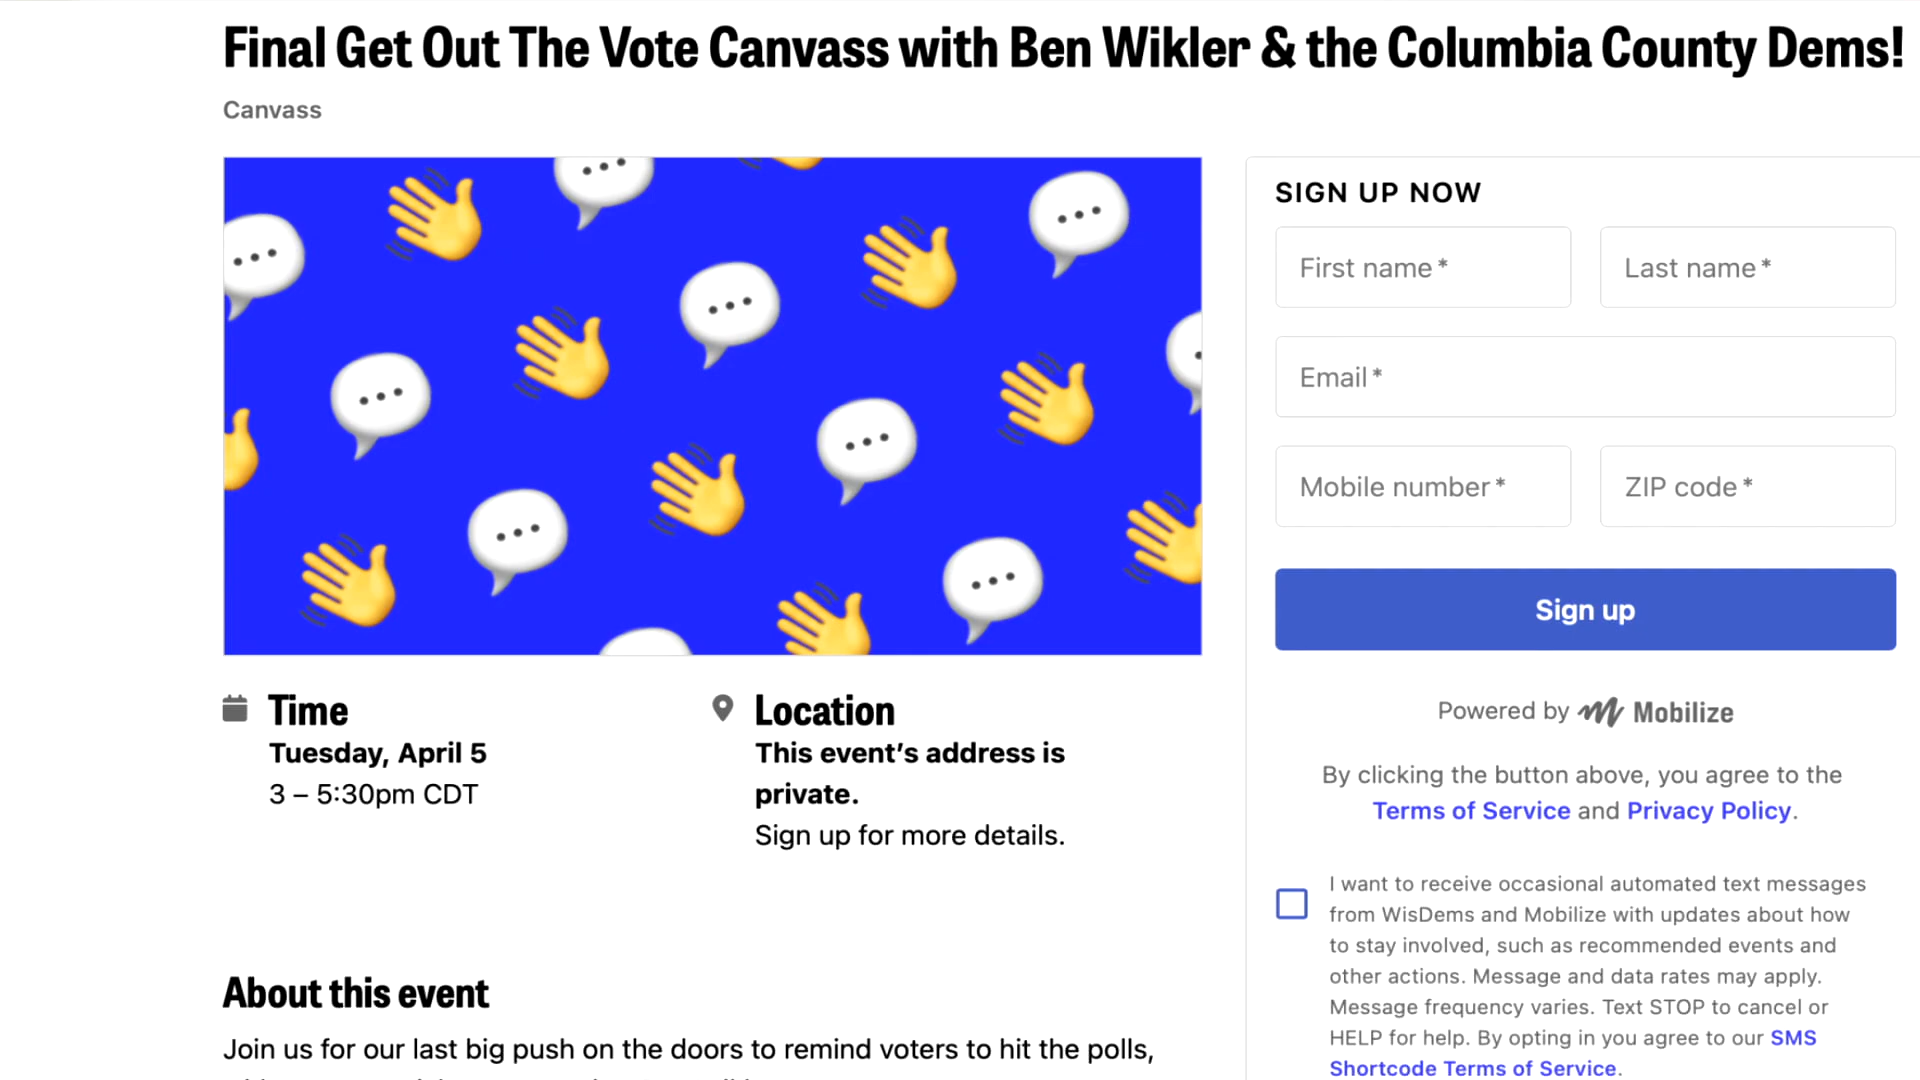 Final Get Out The Vote Canvass with Ben Wikler & the Columbia County Dems!
Canvass
SIGN UP NOW
First name*
Last name*
Email*
Mobile number*
ZIP code*
Sign up
Powered by Mobilize
By clicking the button above, you agree to the
Terms of Service and Privacy Policy.
I want to receive occasional automated text messages
from WisDems and Mobilize with updates about how
to stay involved, such as recommended events and
other actions. Message and data rates may apply.
Message frequency varies. Text STOP to cancel or
HELP for help. By opting in you agree to our SMS
Shortcode Terms of Service.
Time
Tuesday, April 5
3 – 5:30pm CDT
Location
This event’s address is
private.
Sign up for more details.
About this event
Join us for our last big push on the doors to remind voters to hit the polls,